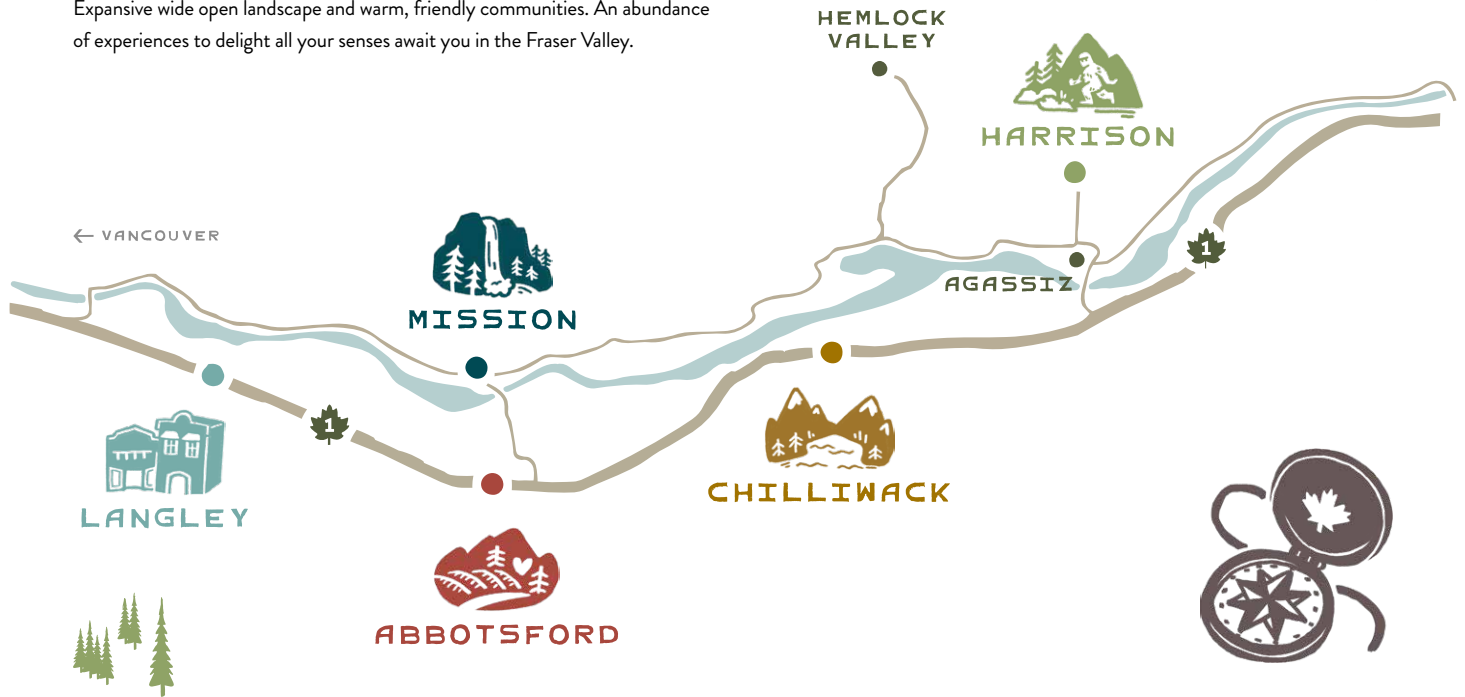 Expansive wide open landscape and warm, friendly communities. An abundance
of experiences to delight all your senses await you in the Fraser Valley.
HEMLOCK
VALLEY
HARRISON
← VANCOUVER
1
AGASSIZ
MISSION
1
LANGLEY
CHILLIWACK
ABBOTSFORD